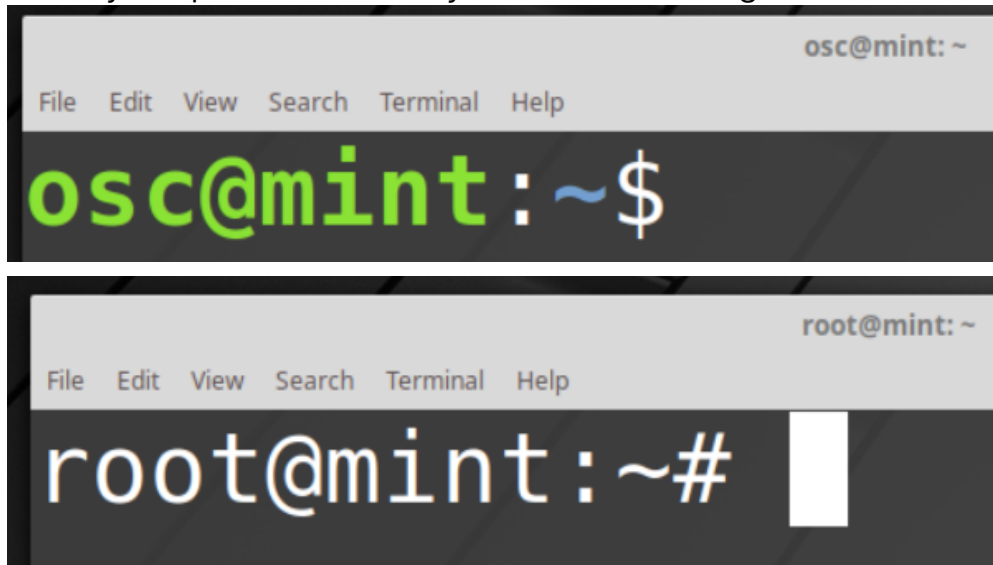 osc@mint: ~
File Edit View Search Terminal Help
osc@mint:~$
root@mint: ~
File Edit View Search Terminal Help
root@mint:~#